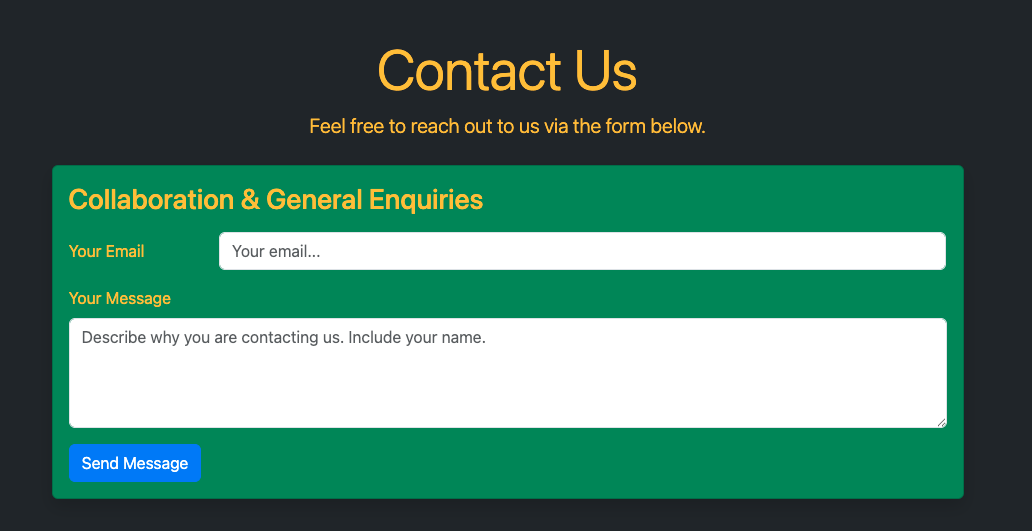 Contact Us
Feel free to reach out to us via the form below.
Collaboration & General Enquiries
Your Email
Your email...
Your Message
Describe why you are contacting us. Include your name.
Send Message